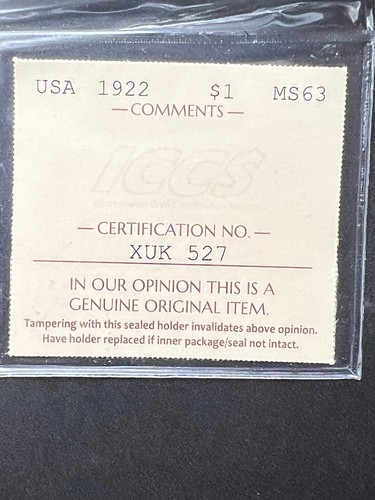 USA 1922 $1 MS63
— COMMENTS —
ICCS
— CERTIFICATION NO. —
XUK 527
IN OUR OPINION THIS IS A
GENUINE ORIGINAL ITEM.
Tampering with this sealed holder invalidates above opinion.
Have holder replaced if inner package/seal not intact.